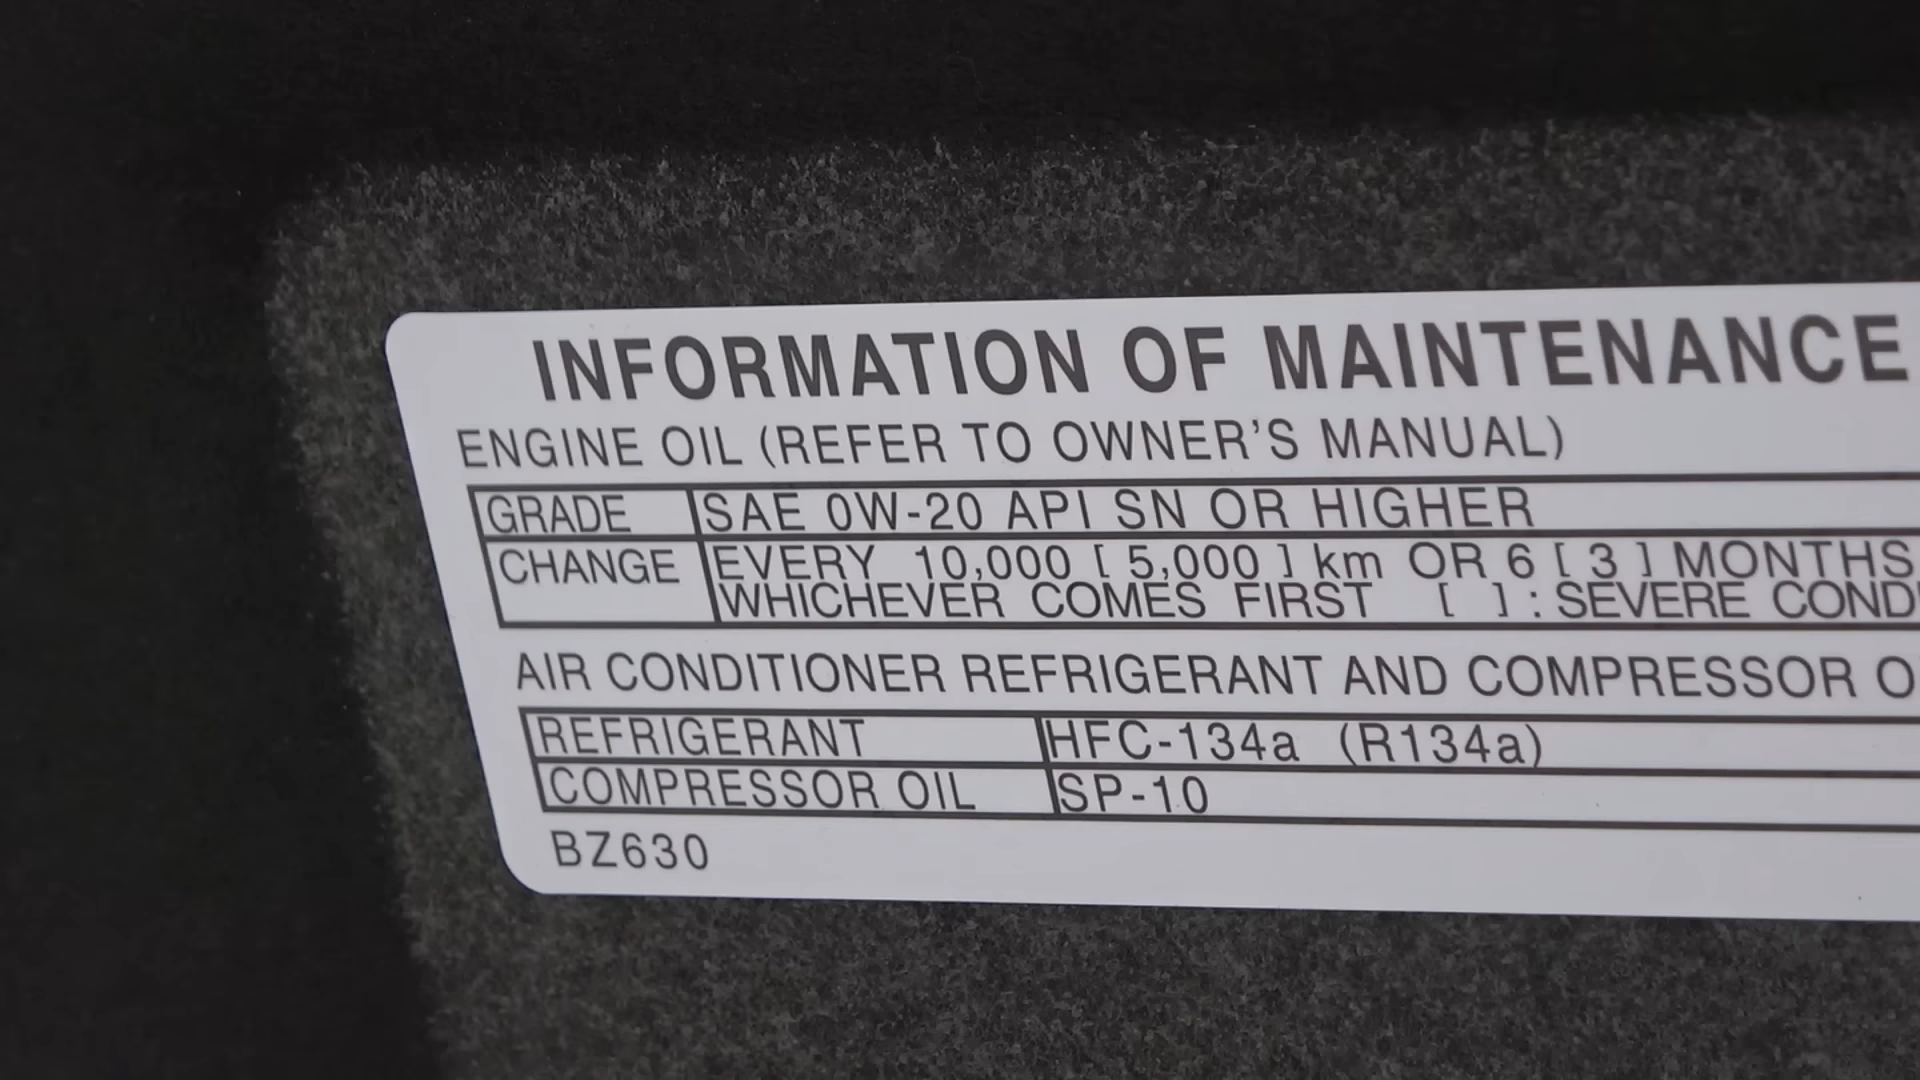 INFORMATION OF MAINTENANCE
ENGINE OIL (REFER TO OWNER'S MANUAL)
GRADE SAE 0W-20 API SN OR HIGHER
CHANGE EVERY 10,000 [ 5,000 ] km OR 6 [ 3 ] MONTHS,
WHICHEVER COMES FIRST [ ] : SEVERE
AIR CONDITIONER REFRIGERANT AND COMPRESSOR
REFRIGERANT HFC-134a (R134a)
COMPRESSOR OIL SP-10
BZ630